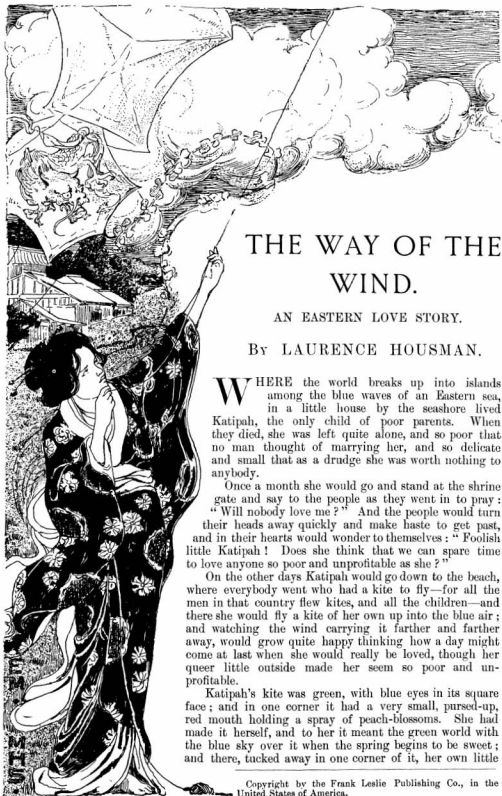 THE WAY OF THE
WIND.
AN EASTERN LOVE STORY.
BY LAURENCE HOUSMAN.
WHERE the world breaks up into islands
among the blue waves of an Eastern sea,
in a little house by the seashore lived
Katipah, the only child of poor parents. When
they died, she was left quite alone, and so poor that
no man thought of marrying her, and so delicate
and small that as a drudge she was worth nothing to
anybody.
Once a month she would go and stand at the shrine
gate and say to the people as they went in to pray :
“ Will nobody love me ? ” And the people would turn
their heads away quickly and make haste to get past,
and in their hearts would wonder to themselves : “ Foolish
little Katipah ! Does she think that we can spare time
to love anyone so poor and unprofitable as she ? ”
On the other days Katipah would go down to the beach,
where everybody went who had a kite to fly—for all the
men in that country flew kites, and all the children—and
there she would fly a kite of her own up into the blue air ;
and watching the wind carrying it farther and farther
away, would grow quite happy thinking how a day might
come at last when she would really be loved, though her
queer little outside made her seem so poor and un-
profitable.
Katipah's kite was green, with blue eyes in its square
face ; and in one corner it had a very small, pursed-up,
red mouth holding a spray of peach-blossoms. She had
made it herself, and to her it meant the green world with
the blue sky over it when the spring begins to be sweet ;
and there, tucked away in one corner of it, her own little
Copyright by the Frank Leslie Publishing Co., in the
United States of America.